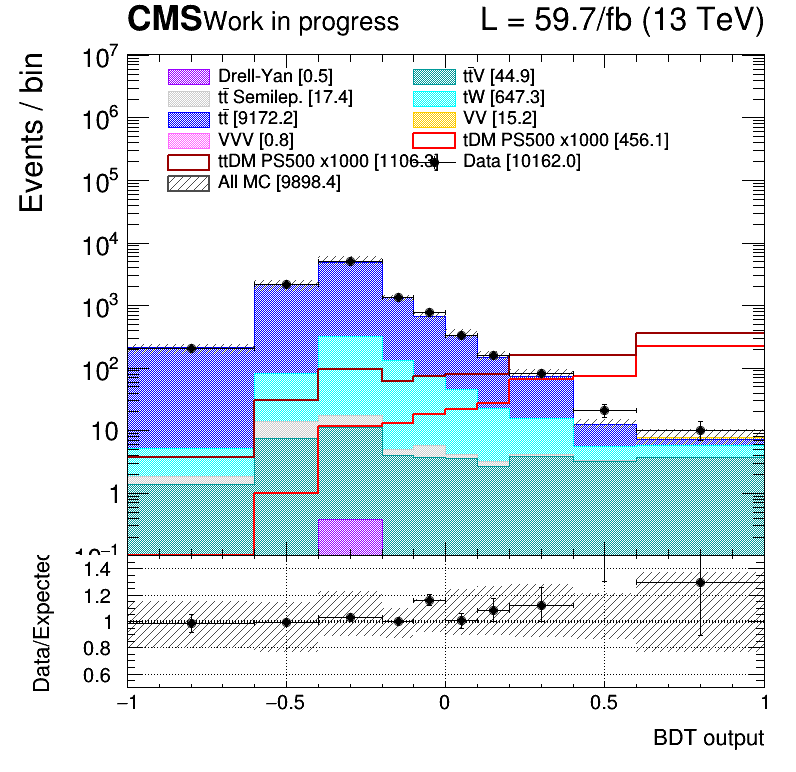 CMS Work in progress L = 59.7/fb (13 TeV)
Events / bin
10⁷
10⁶
10⁵
10⁴
10³
10²
10
1
10⁻¹
Drell-Yan [0.5] tt̄V [44.9]
tt̄ Semilep. [17.4] tW [647.3]
tt̄ [9172.2] VV [15.2]
VVV [0.8] tDM PS500 x1000 [456.1]
ttDM PS500 x1000 [1106.3] Data [10162.0]
All MC [9898.4]
Data/Expected
1.4
1.2
1
0.8
0.6
−1 −0.5 0 0.5 1
BDT output